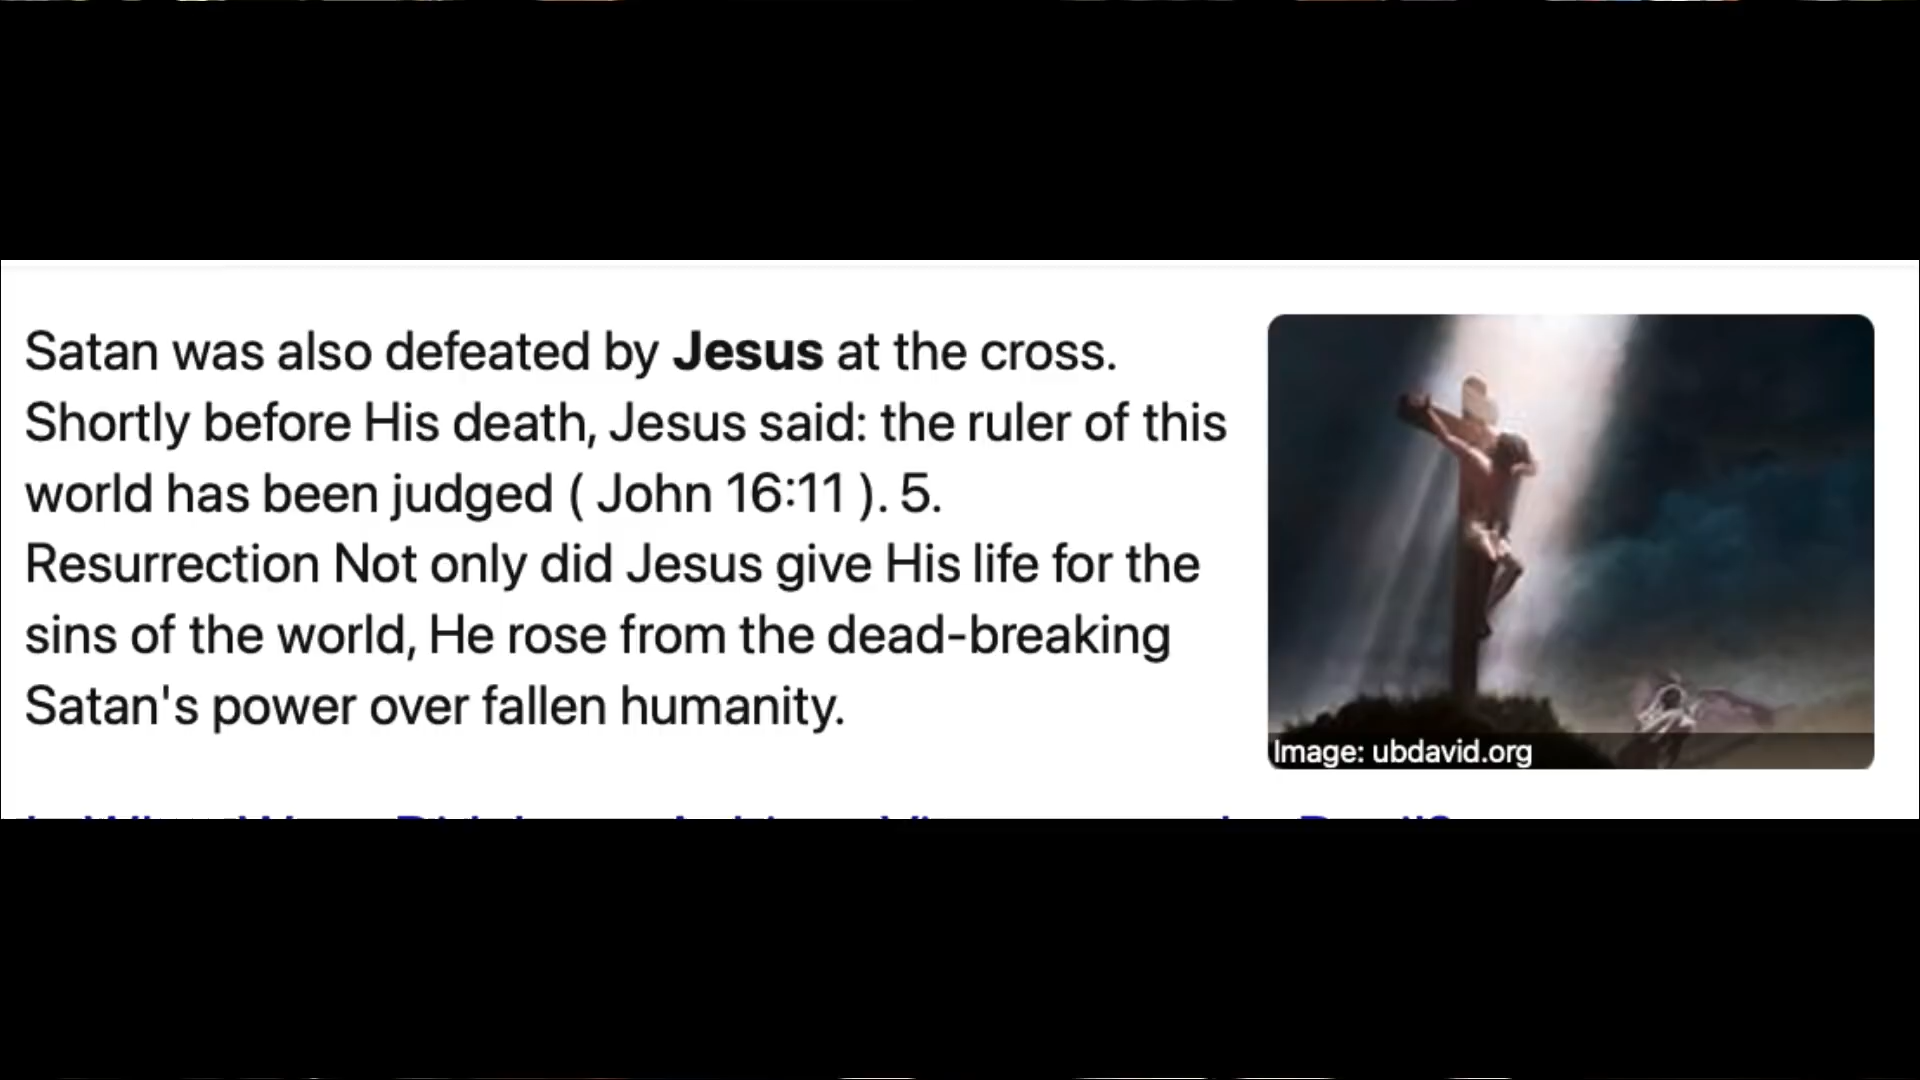 Satan was also defeated by Jesus at the cross.
Shortly before His death, Jesus said: the ruler of this
world has been judged ( John 16:11 ). 5.
Resurrection Not only did Jesus give His life for the
sins of the world, He rose from the dead-breaking
Satan's power over fallen humanity.
Image: ubdavid.org